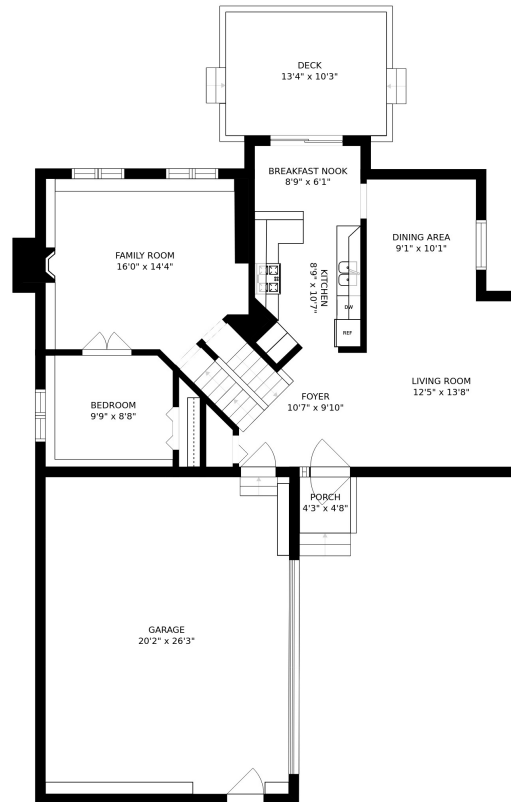 DECK
13'4" x 10'3"
BREAKFAST NOOK
8'9" x 6'1"
DINING AREA
9'1" x 10'1"
FAMILY ROOM
16'0" x 14'4"
KITCHEN
8'9" x 10'7"
DW
REF
LIVING ROOM
12'5" x 13'8"
FOYER
10'7" x 9'10"
BEDROOM
9'9" x 8'8"
PORCH
4'3" x 4'8"
GARAGE
20'2" x 26'3"